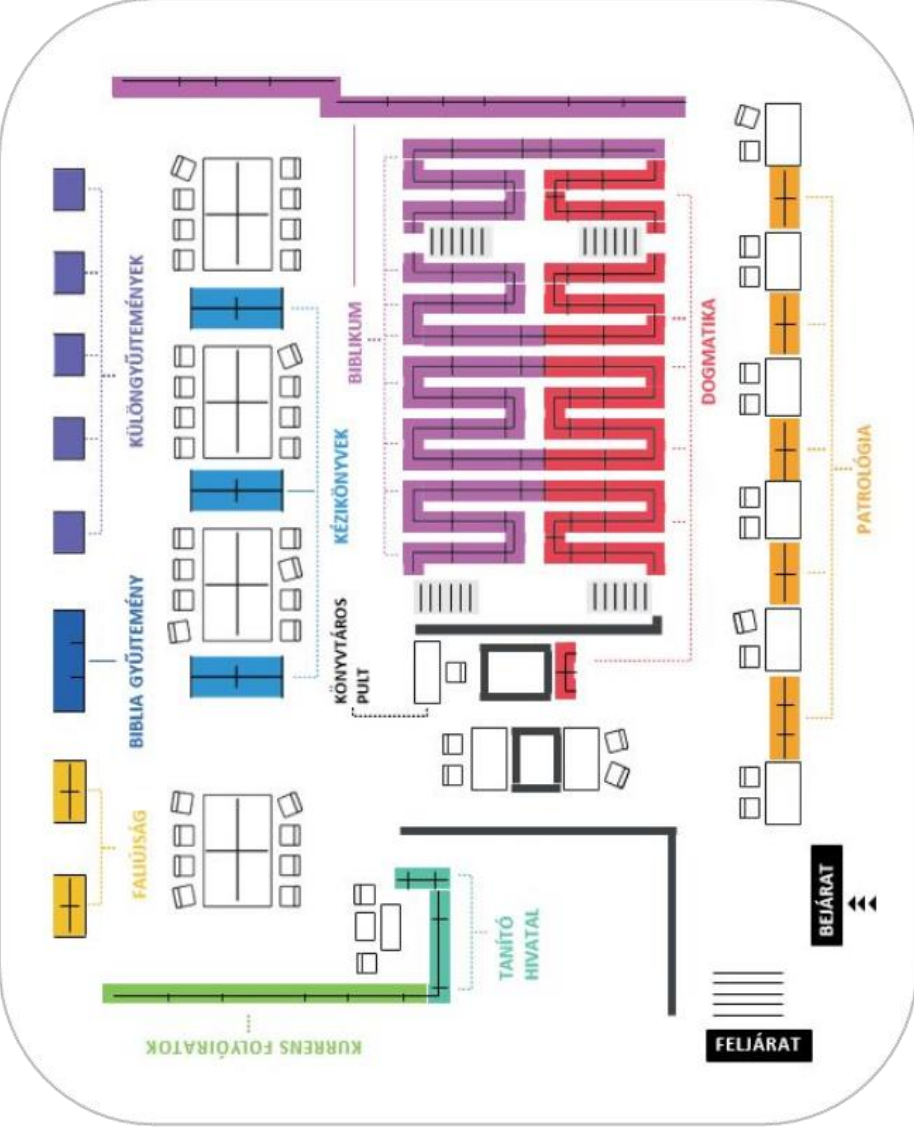 KÜLÖNGYŰJTEMÉNYEK
BIBLIA GYŰJTEMÉNY
FALIÚJSÁG
KÉZIKÖNYVEK
BIBLIKUM
KÖNYVTÁROS
PULT
DOGMATIKA
PATROLÓGIA
TANÍTÓ
HIVATAL
KURRENS FOLYÓIRATOK
BEJÁRAT
FELJÁRAT